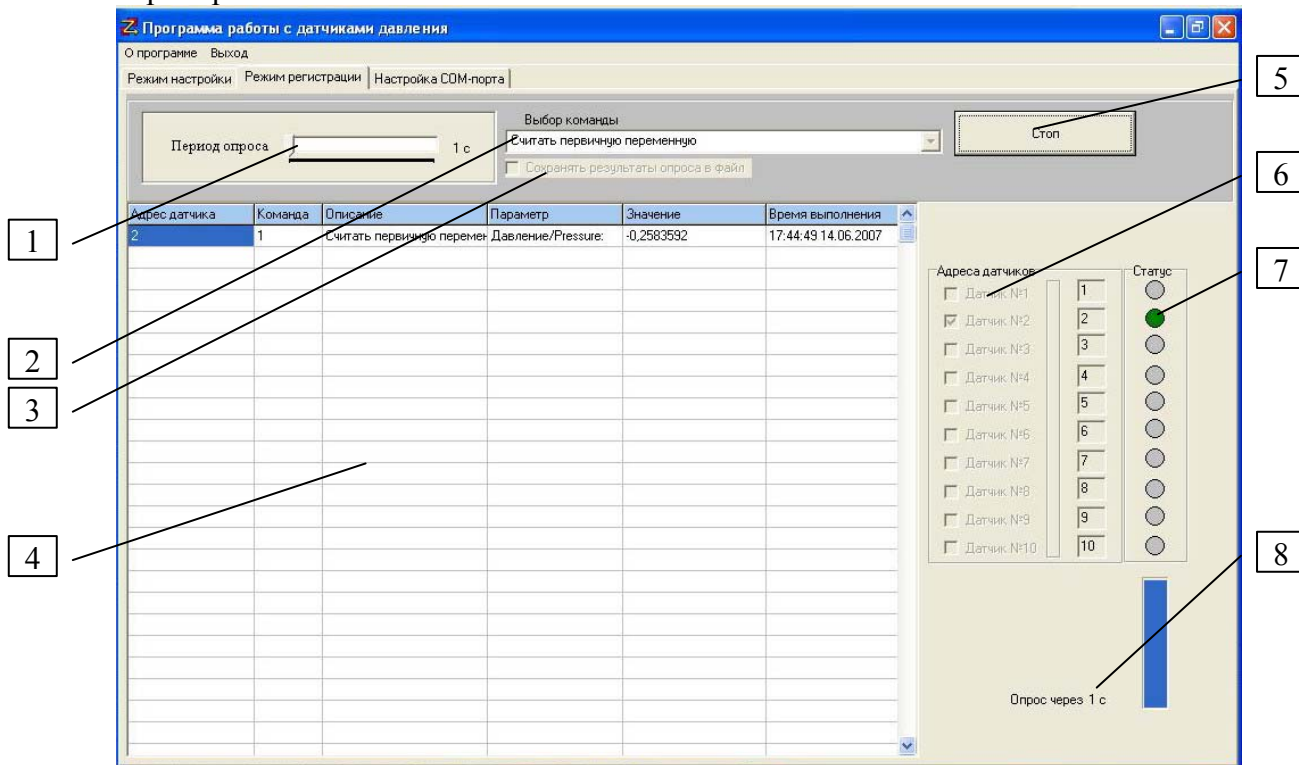 Программа работы с датчиками давления
О программе Выход
Режим настройки Режим регистрации Настройка COM-порта
5
Выбор команды
Период опроса 1 с Считать первичную переменную Стоп
Сохранять результаты опроса в файл
6
Адрес датчика Команда Описание Параметр Значение Время выполнения
2 1 Считать первичную перемен Давление/Pressure: -0,2583592 17:44:49 14.06.2007
1
7
Адреса датчиков Статус
Датчик №1 1
Датчик №2 2
Датчик №3 3
2
Датчик №4 4
3
Датчик №5 5
Датчик №6 6
Датчик №7 7
Датчик №8 8
Датчик №9 9
Датчик №10 10
4
8
Опрос через 1 с